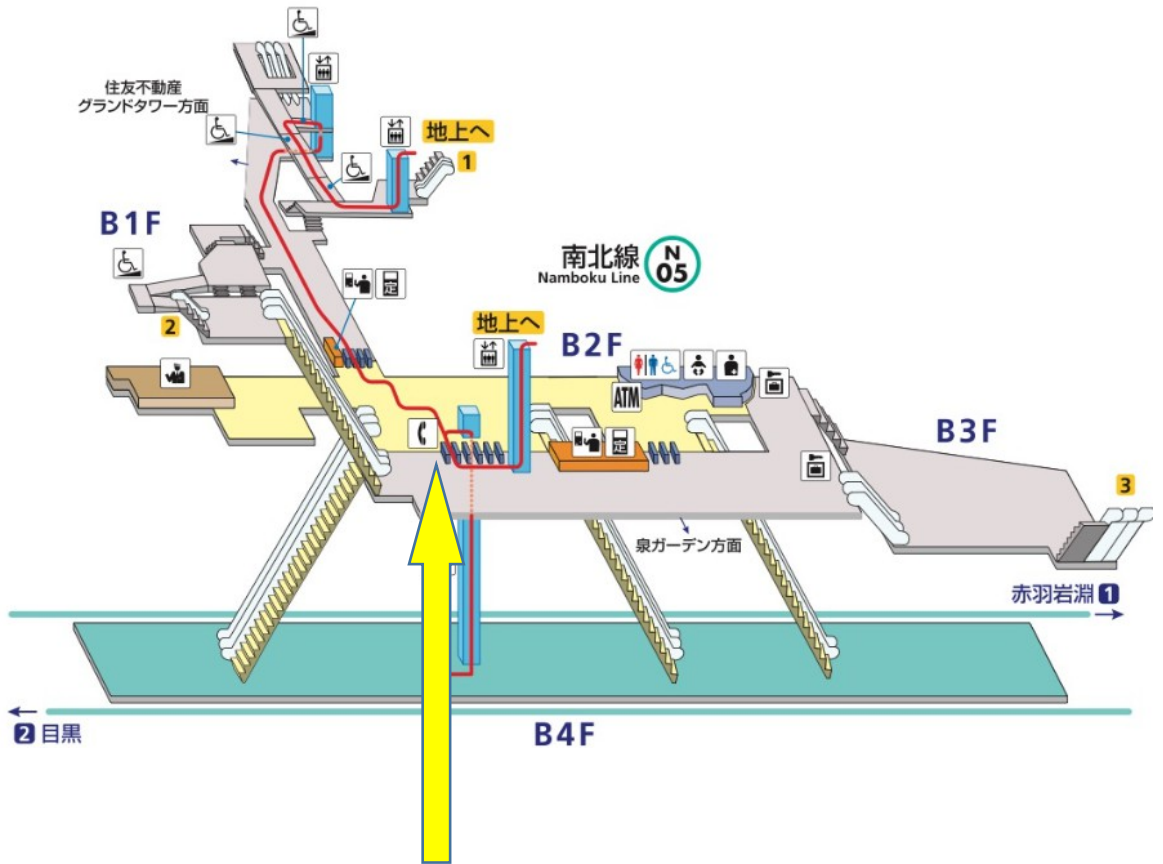 住友不動産
グランドタワー方面
地上へ
1
B1F
南北線
Namboku Line
N
05
定
2
地上へ
B2F
ATM
定
B3F
3
泉ガーデン方面
赤羽岩淵 1
2 目黒
B4F